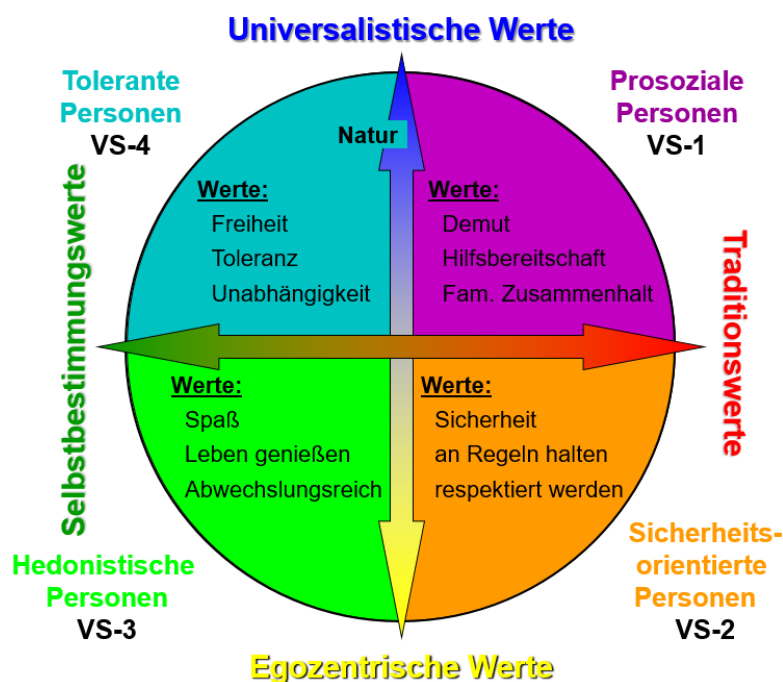 Universalistische Werte
Tolerante
Personen
VS-4
Prosoziale
Personen
VS-1
Natur
Werte:
Freiheit
Toleranz
Unabhängigkeit
Werte:
Demut
Hilfsbereitschaft
Fam. Zusammenhalt
Selbstbestimmungswerte
Traditionswerte
Werte:
Spaß
Leben genießen
Abwechslungsreich
Werte:
Sicherheit
an Regeln halten
respektiert werden
Hedonistische
Personen
VS-3
Sicherheits-
orientierte
Personen
VS-2
Egozentrische Werte